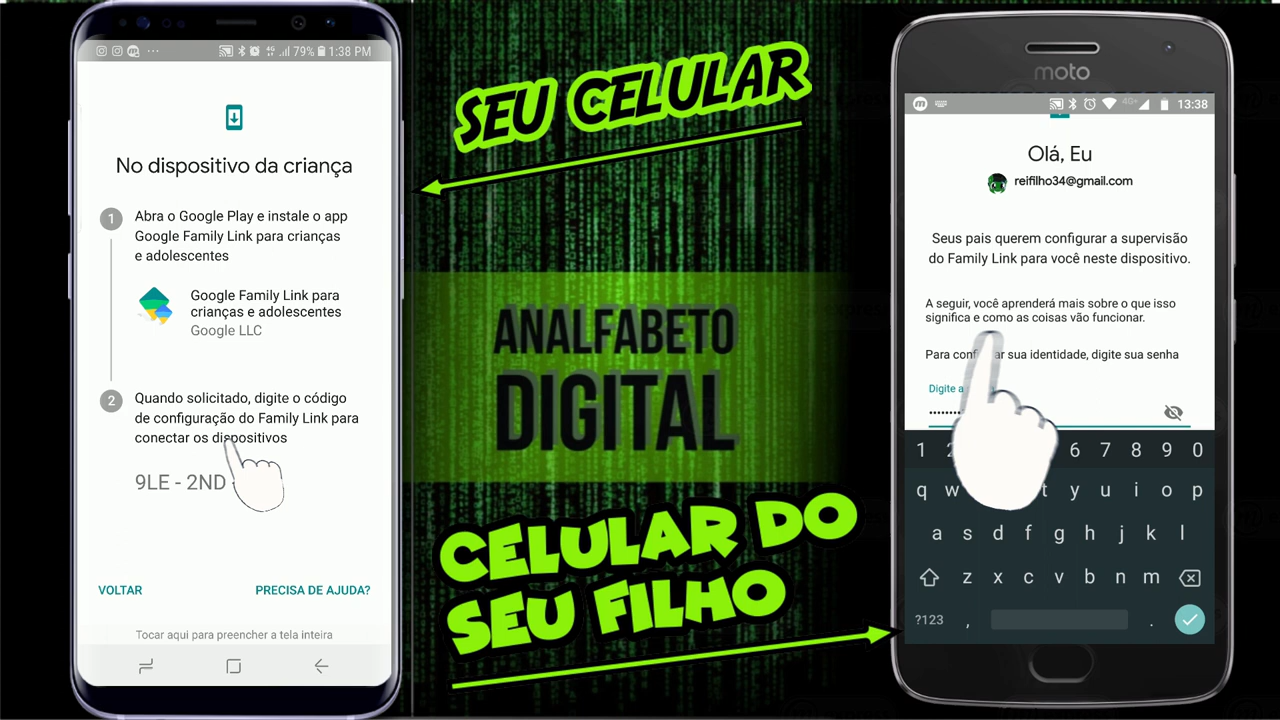 4G 79% 1:38 PM
No dispositivo da criança
1 Abra o Google Play e instale o app
Google Family Link para crianças
e adolescentes
Google Family Link para
crianças e adolescentes
Google LLC
2 Quando solicitado, digite o código
de configuração do Family Link para
conectar os dispositivos
9LE - 2ND
VOLTAR PRECISA DE AJUDA?
Tocar aqui para preencher a tela inteira
SEU CELULAR
ANALFABETO
DIGITAL
CELULAR DO
SEU FILHO
moto
4G+ 13:38
Olá, Eu
reifilho34@gmail.com
Seus pais querem configurar a supervisão
do Family Link para você neste dispositivo.
A seguir, você aprenderá mais sobre o que isso
significa e como as coisas vão funcionar.
Para sua identidade, digite sua senha
Digite a
1 6 7 8 9 0
q w t y u i o p
a s d f g h j k l
z x c v b n m
?123 , .